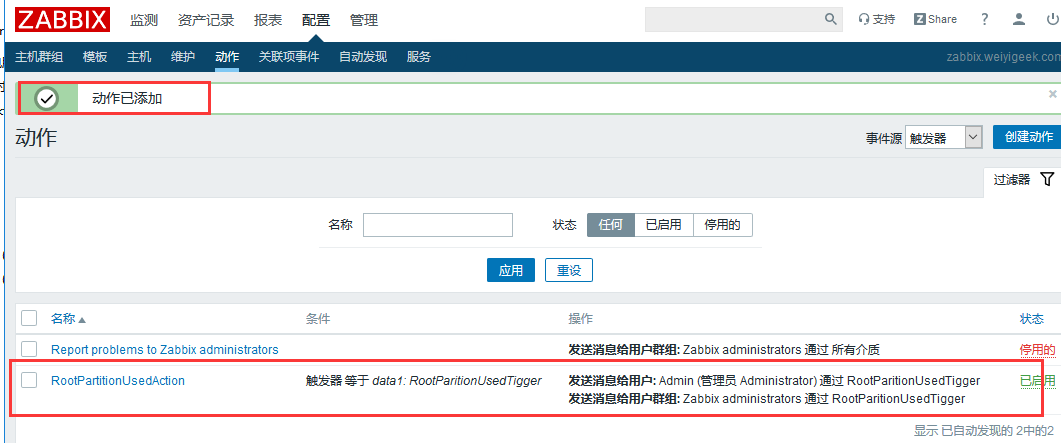 ZABBIX 监测 资产记录 报表 配置 管理 支持 Z Share ?
主机群组 模板 主机 维护 动作 关联项事件 自动发现 服务 zabbix.weiyigeek.com
动作已添加
动作 事件源 触发器 创建动作
过滤器
名称 状态 任何 已启用 停用的
应用 重设
名称 条件 操作 状态
Report problems to Zabbix administrators 发送消息给用户群组: Zabbix administrators 通过 所有介质 停用的
RootPartitionUsedAction 触发器 等于 data1: RootParitionUsedTigger 发送消息给用户: Admin (管理员 Administrator) 通过 RootParitionUsedTigger 已启用
发送消息给用户群组: Zabbix administrators 通过 RootParitionUsedTigger
显示 已自动发现的 2中的2